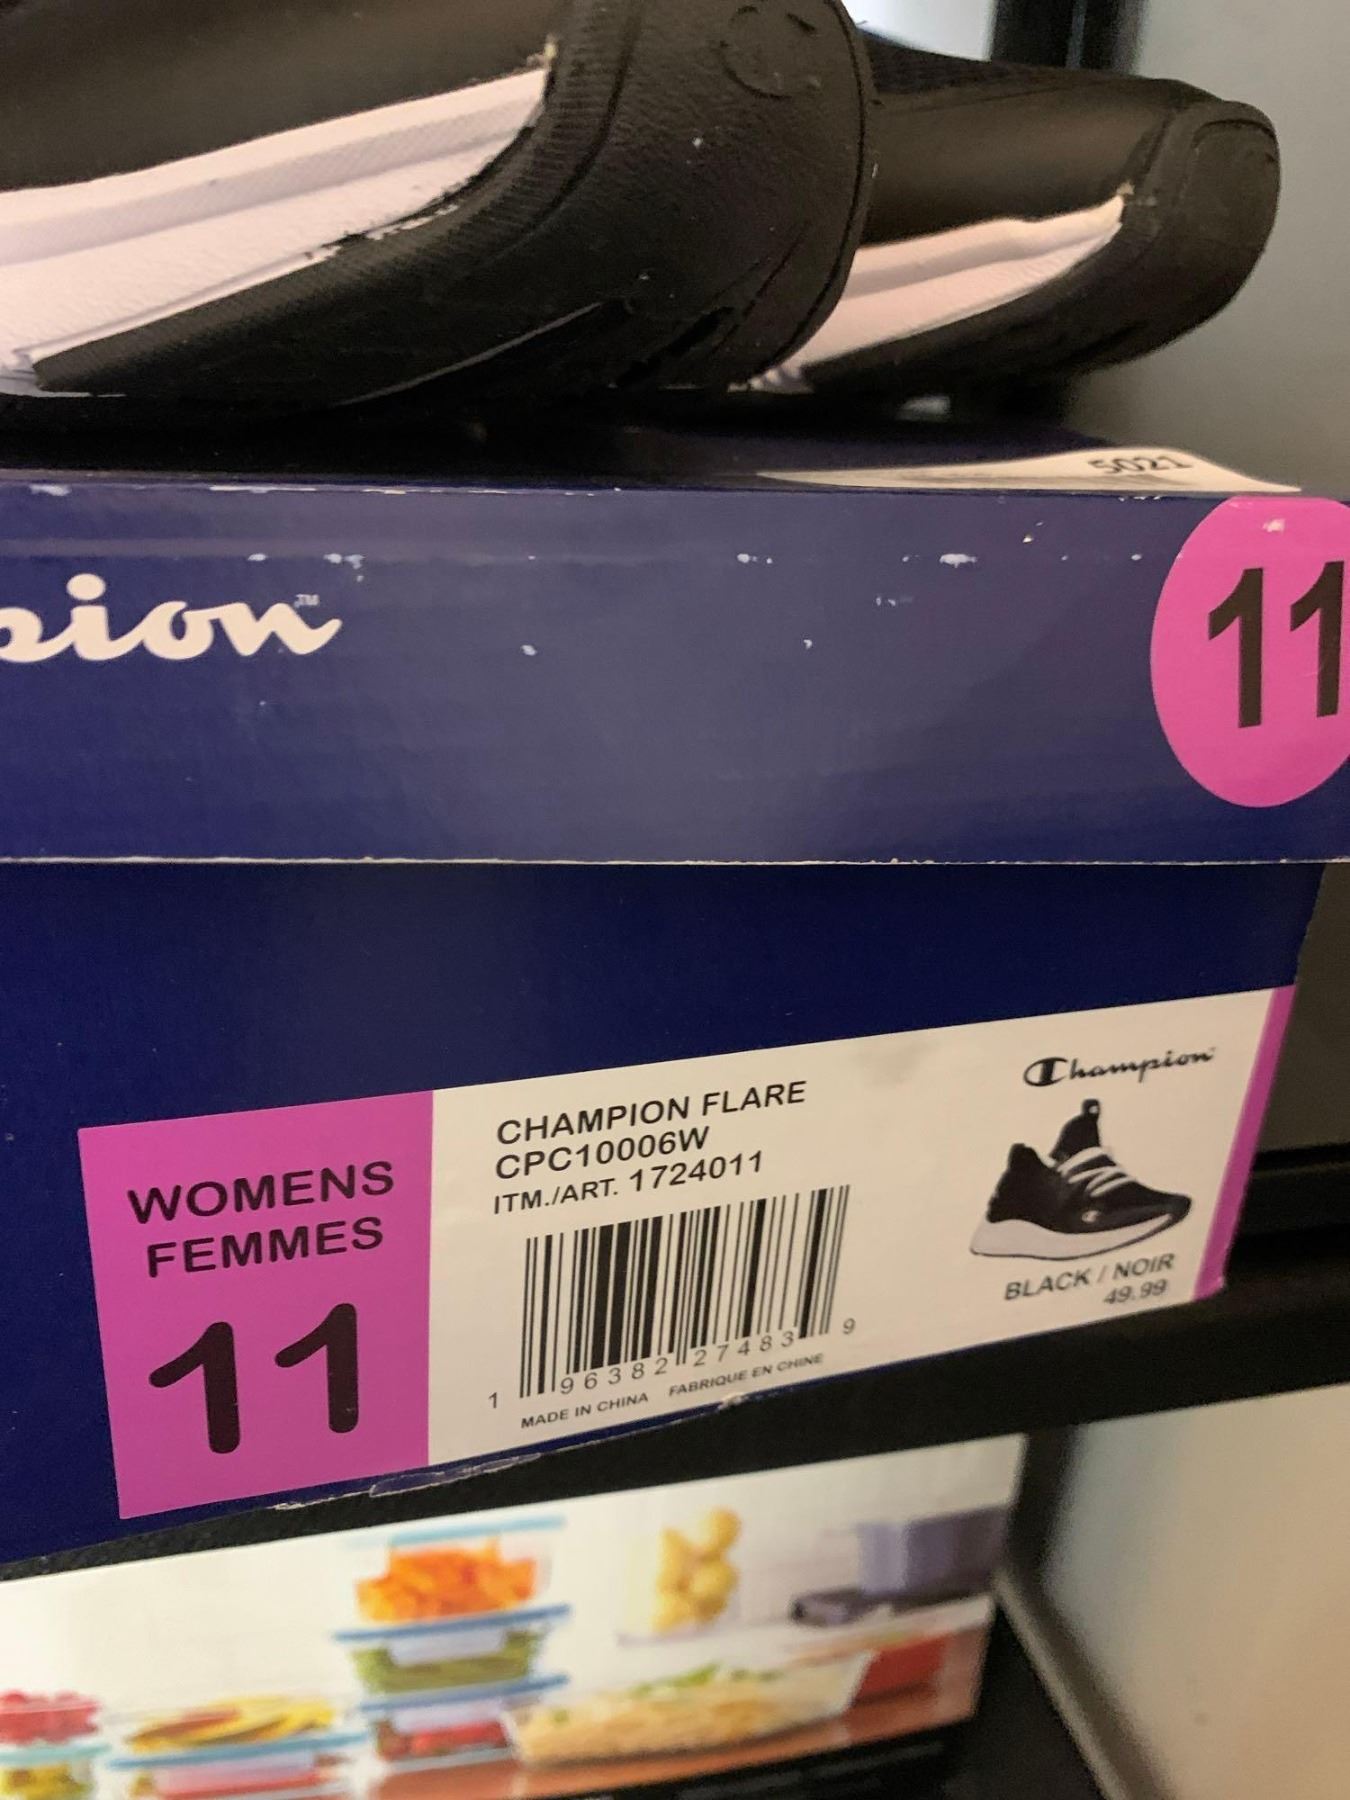 5021
pion™
11
WOMENS
FEMMES
11
CHAMPION FLARE
CPC10006W
ITM./ART. 1724011
1 96382 27483 9
MADE IN CHINA FABRIQUE EN CHINE
Champion
BLACK / NOIR
49.99